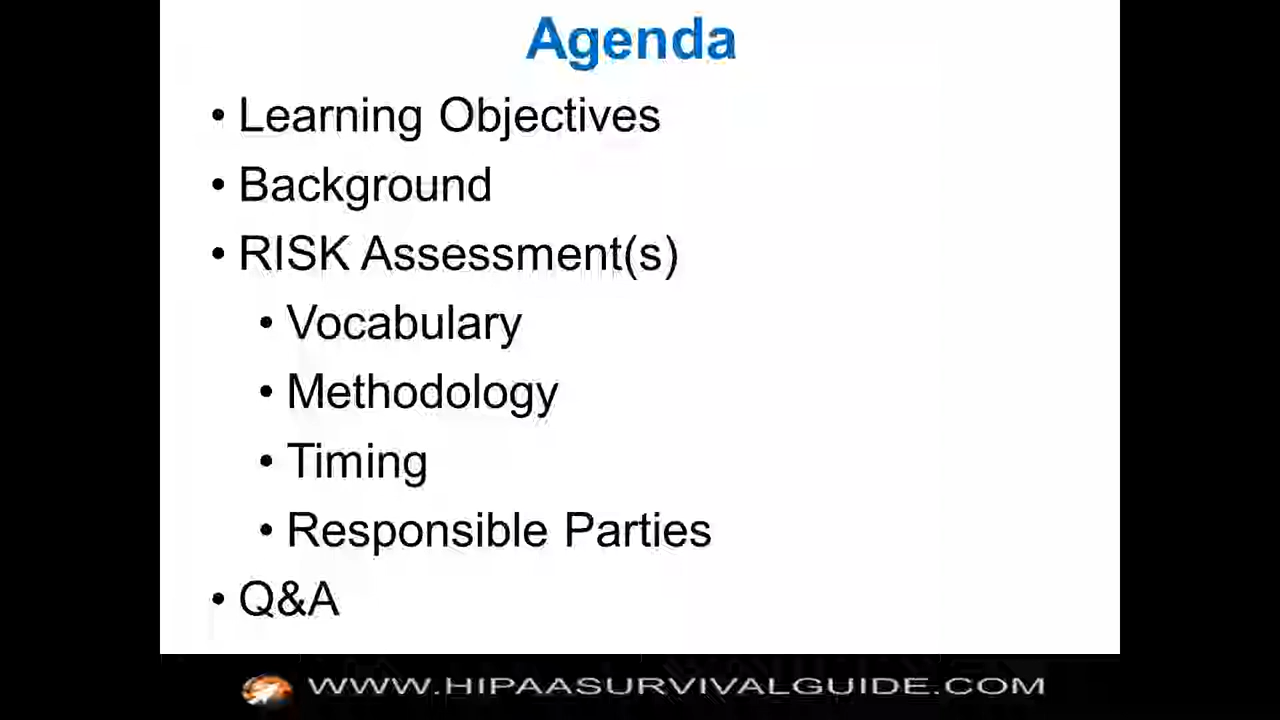 Agenda
• Learning Objectives
• Background
• RISK Assessment(s)
• Vocabulary
• Methodology
• Timing
• Responsible Parties
• Q&A
WWW.HIPAASURVIVALGUIDE.COM